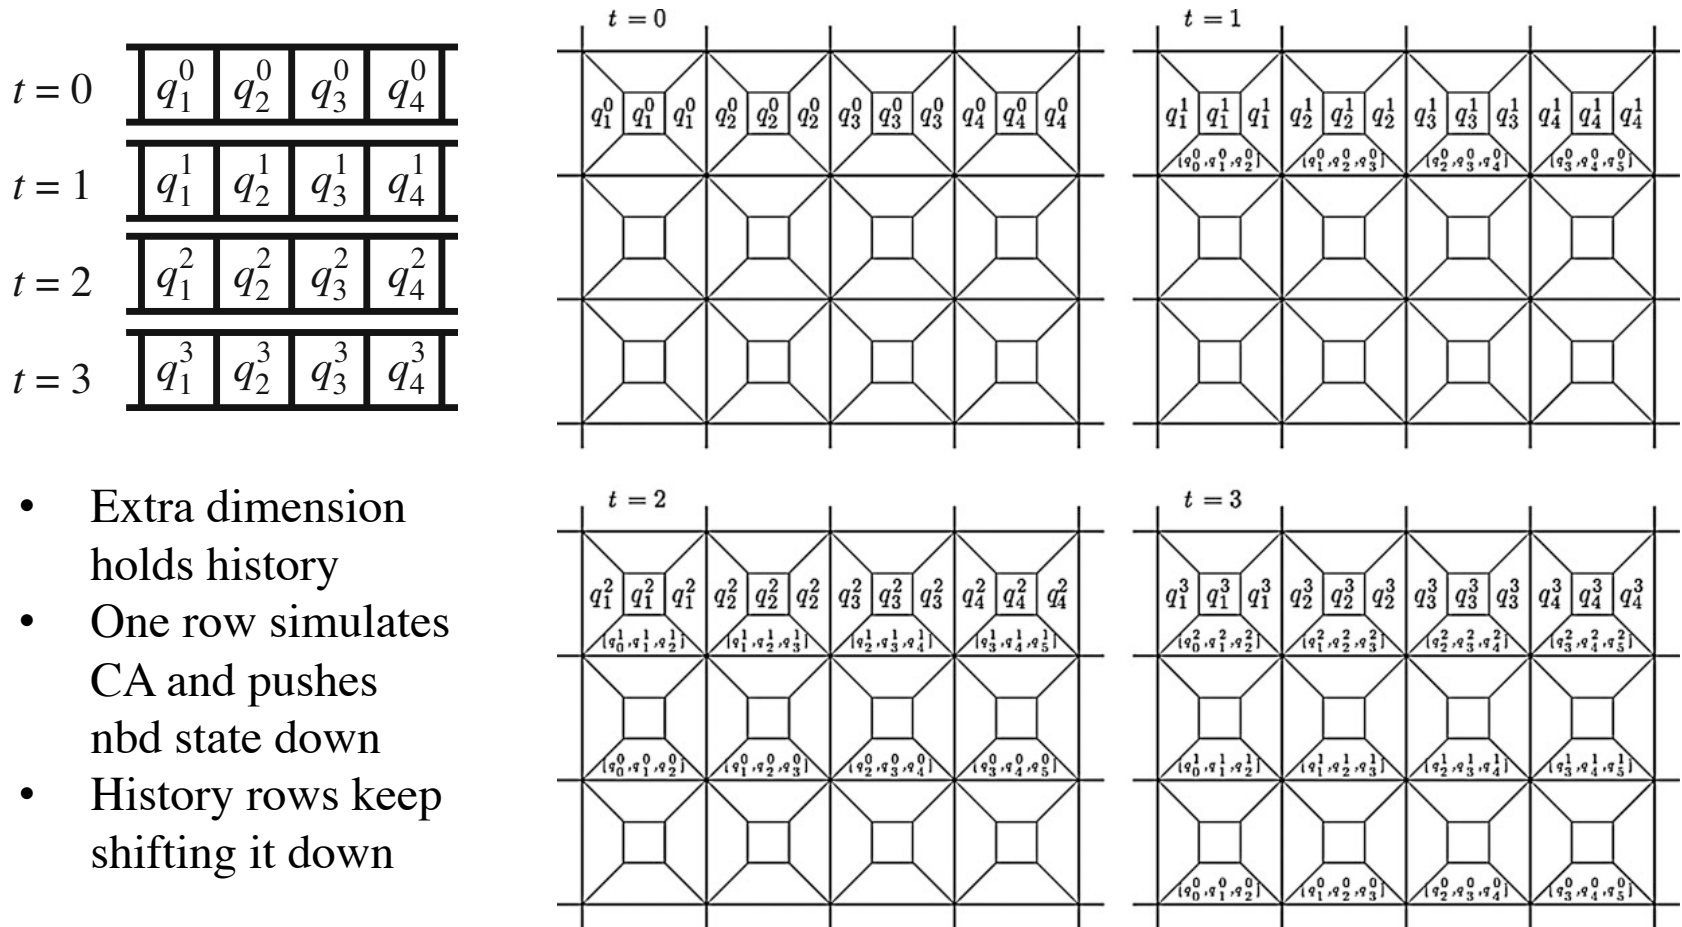 t = 0 q_1^0 q_2^0 q_3^0 q_4^0
t = 1 q_1^1 q_2^1 q_3^1 q_4^1
t = 2 q_1^2 q_2^2 q_3^2 q_4^2
t = 3 q_1^3 q_2^3 q_3^3 q_4^3
• Extra dimension
holds history
• One row simulates
CA and pushes
nbd state down
• History rows keep
shifting it down
t = 0
q_1^0 q_1^0 q_1^0 q_2^0 q_2^0 q_2^0 q_3^0 q_3^0 q_3^0 q_4^0 q_4^0 q_4^0
t = 1
q_1^1 q_1^1 q_1^1 q_2^1 q_2^1 q_2^1 q_3^1 q_3^1 q_3^1 q_4^1 q_4^1 q_4^1
[q_0^0,q_1^0,q_2^0] [q_1^0,q_2^0,q_3^0] [q_2^0,q_3^0,q_4^0] [q_3^0,q_4^0,q_5^0]
t = 2
q_1^2 q_1^2 q_1^2 q_2^2 q_2^2 q_2^2 q_3^2 q_3^2 q_3^2 q_4^2 q_4^2 q_4^2
[q_0^1,q_1^1,q_2^1] [q_1^1,q_2^1,q_3^1] [q_2^1,q_3^1,q_4^1] [q_3^1,q_4^1,q_5^1]
[q_0^0,q_1^0,q_2^0] [q_1^0,q_2^0,q_3^0] [q_2^0,q_3^0,q_4^0] [q_3^0,q_4^0,q_5^0]
t = 3
q_1^3 q_1^3 q_1^3 q_2^3 q_2^3 q_2^3 q_3^3 q_3^3 q_3^3 q_4^3 q_4^3 q_4^3
[q_0^2,q_1^2,q_2^2] [q_1^2,q_2^2,q_3^2] [q_2^2,q_3^2,q_4^2] [q_3^2,q_4^2,q_5^2]
[q_0^1,q_1^1,q_2^1] [q_1^1,q_2^1,q_3^1] [q_2^1,q_3^1,q_4^1] [q_3^1,q_4^1,q_5^1]
[q_0^0,q_1^0,q_2^0] [q_1^0,q_2^0,q_3^0] [q_2^0,q_3^0,q_4^0] [q_3^0,q_4^0,q_5^0]